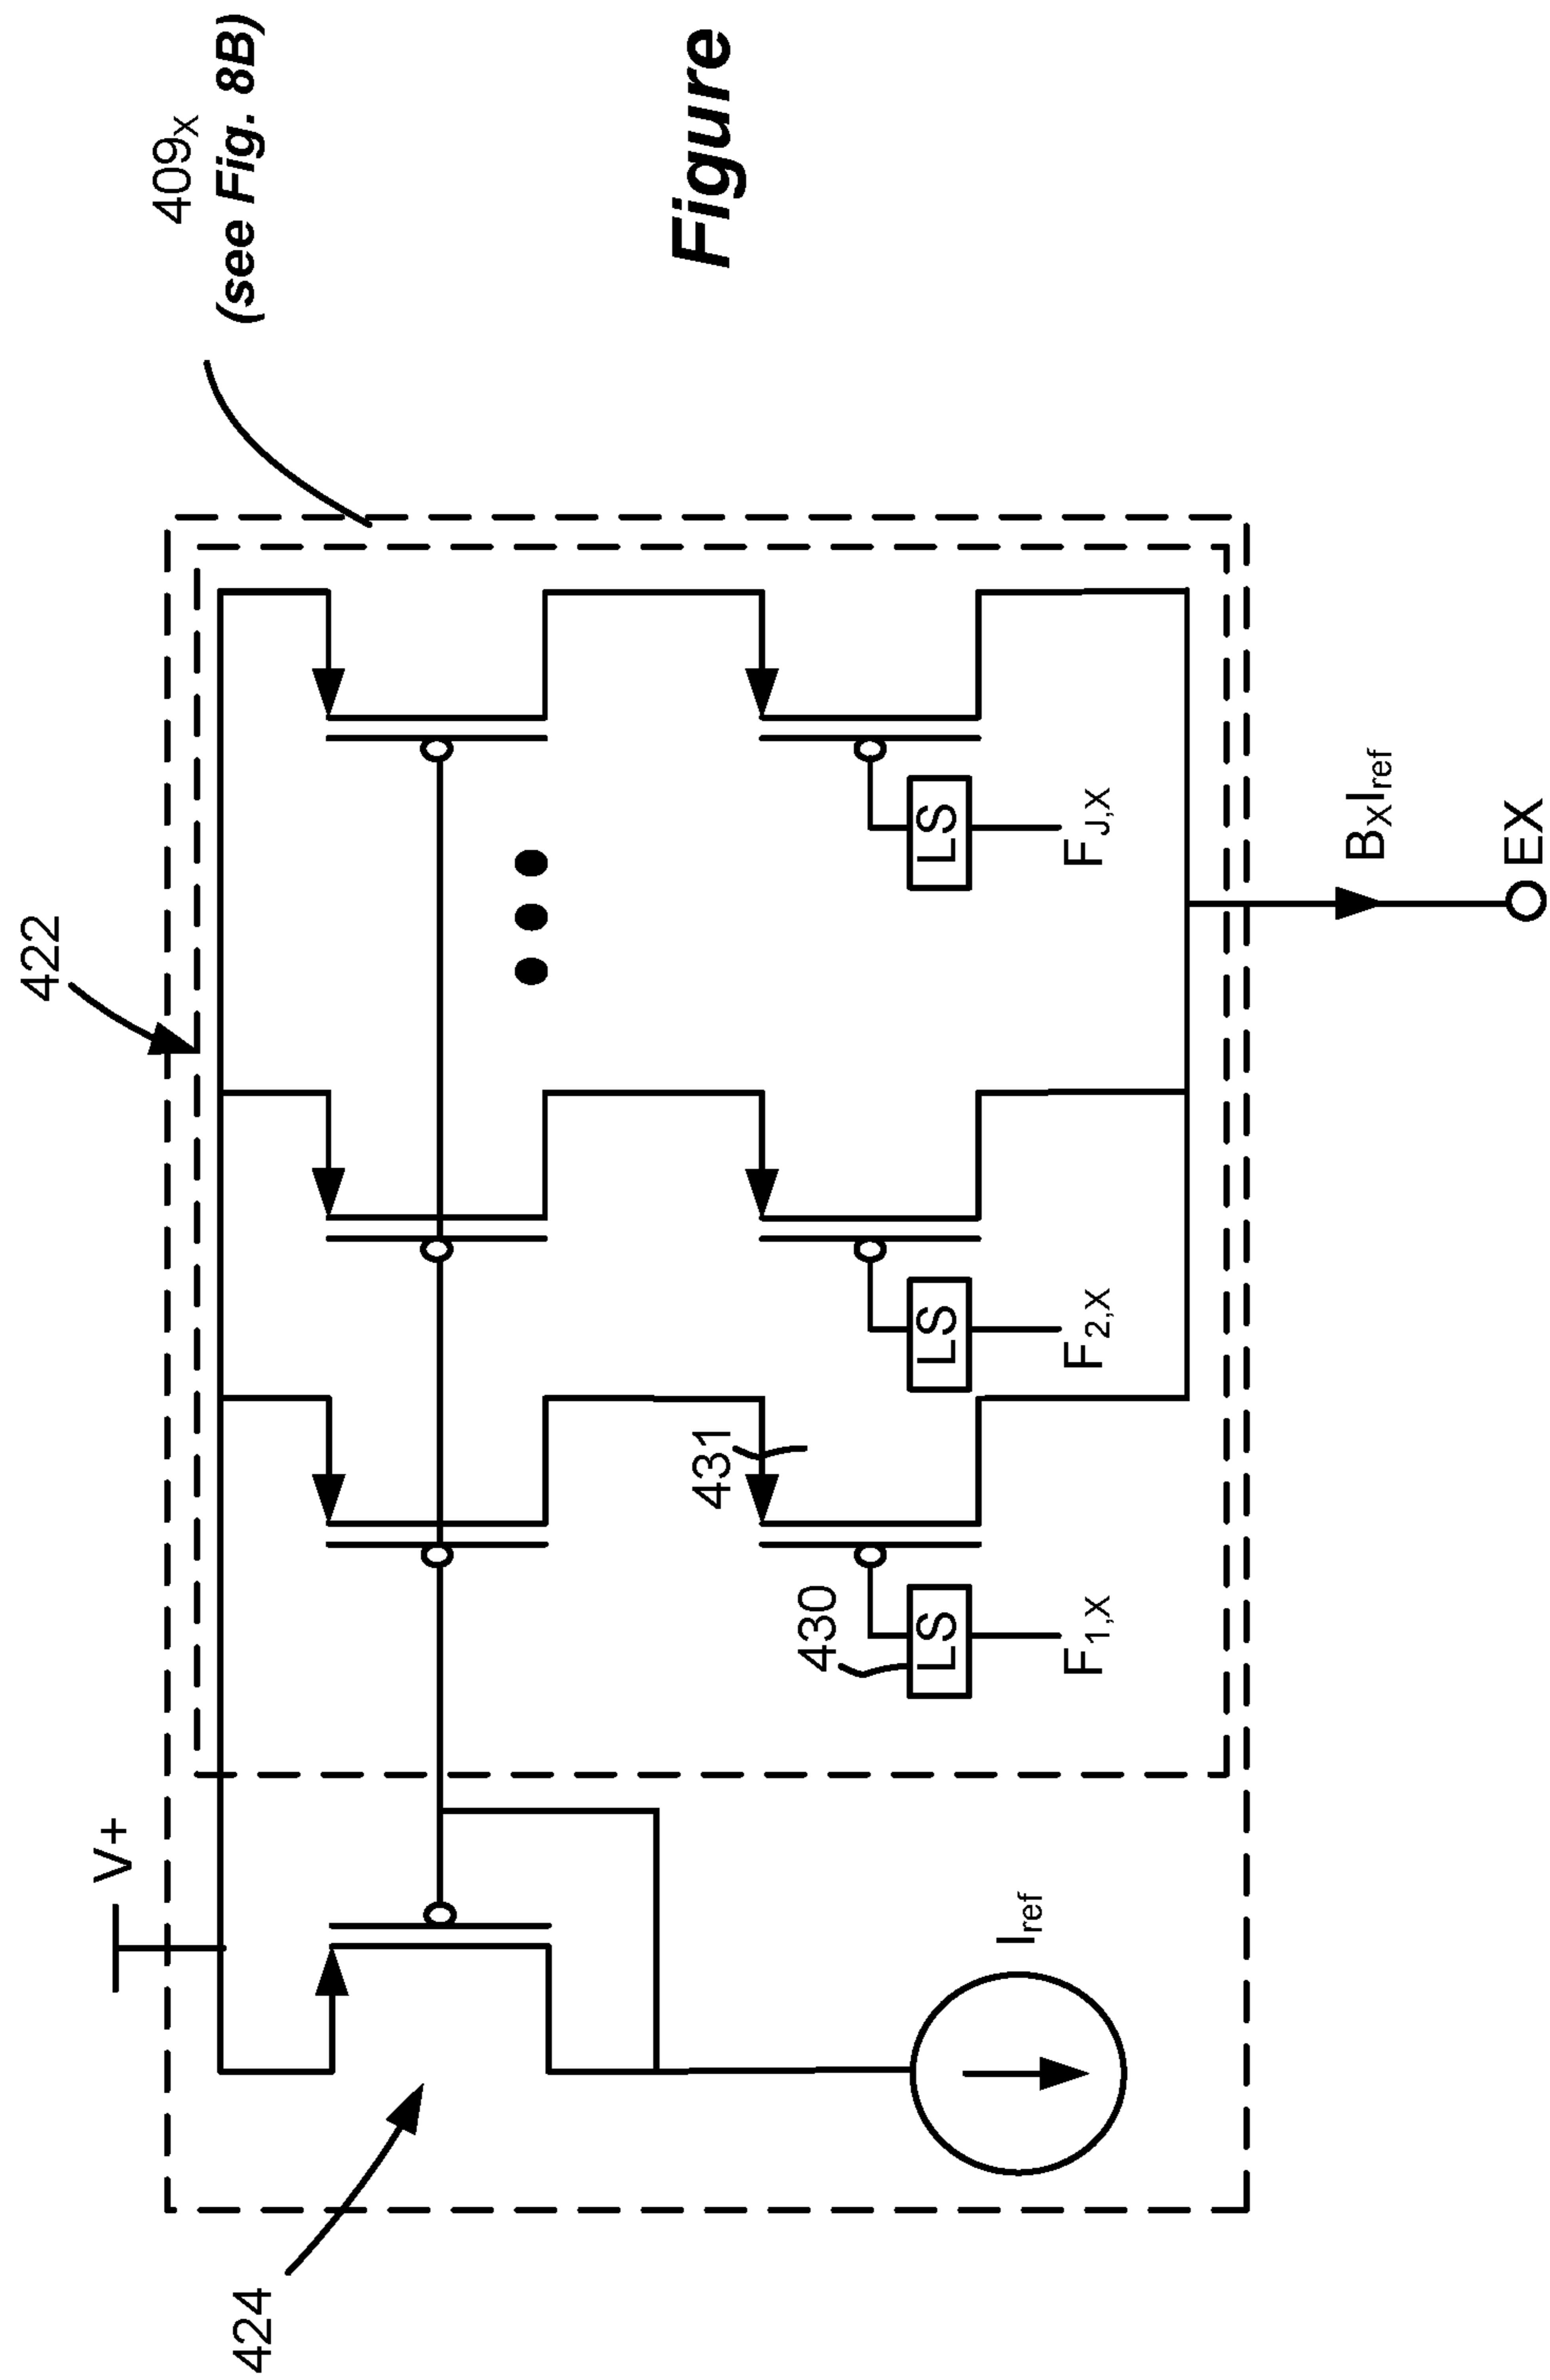 422
409X
(see Fig. 8B)
V+
424
Figure
431
430
LS
LS
LS
F1,X
F2,X
FJ,X
Iref
BXIref
EX